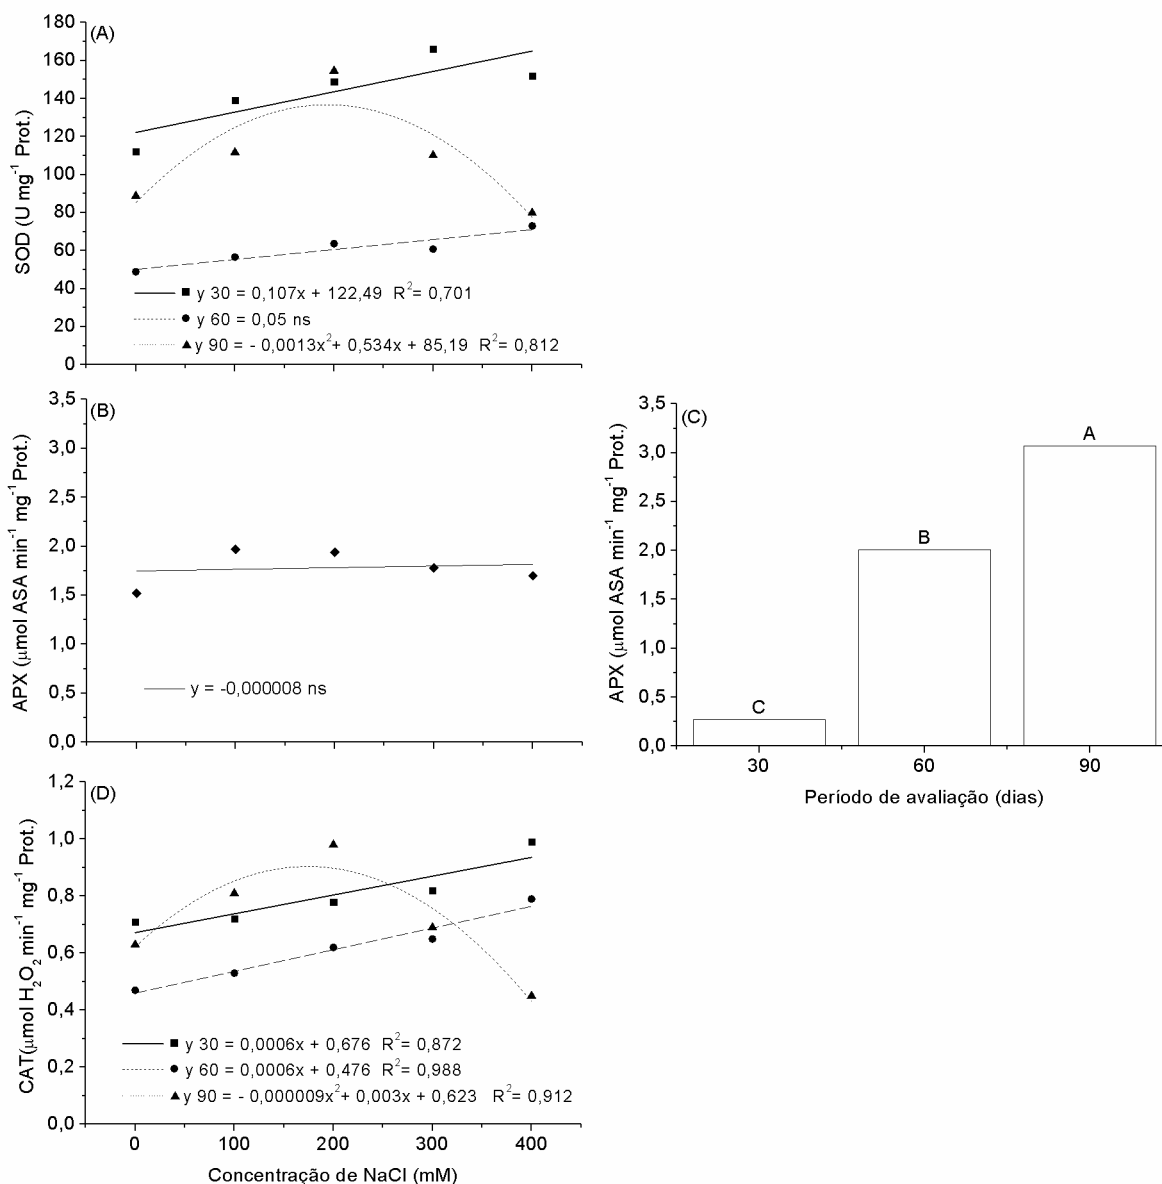 (A)
180
160
140
120
100
80
60
40
20
0
SOD (U mg⁻¹ Prot.)
y 30 = 0,107x + 122,49 R²= 0,701
y 60 = 0,05 ns
y 90 = - 0,0013x²+ 0,534x + 85,19 R²= 0,812
(B)
3,5
3,0
2,5
2,0
1,5
1,0
0,5
0,0
APX (μmol ASA min⁻¹ mg⁻¹ Prot.)
y = -0,000008 ns
(C)
3,5
3,0
2,5
2,0
1,5
1,0
0,5
0,0
APX (μmol ASA min⁻¹ mg⁻¹ Prot.)
C
B
A
30 60 90
Período de avaliação (dias)
(D)
1,2
1,0
0,8
0,6
0,4
0,2
0,0
CAT(μmol H₂O₂ min⁻¹ mg⁻¹ Prot.)
y 30 = 0,0006x + 0,676 R²= 0,872
y 60 = 0,0006x + 0,476 R²= 0,988
y 90 = - 0,000009x²+ 0,003x + 0,623 R²= 0,912
0 100 200 300 400
Concentração de NaCl (mM)